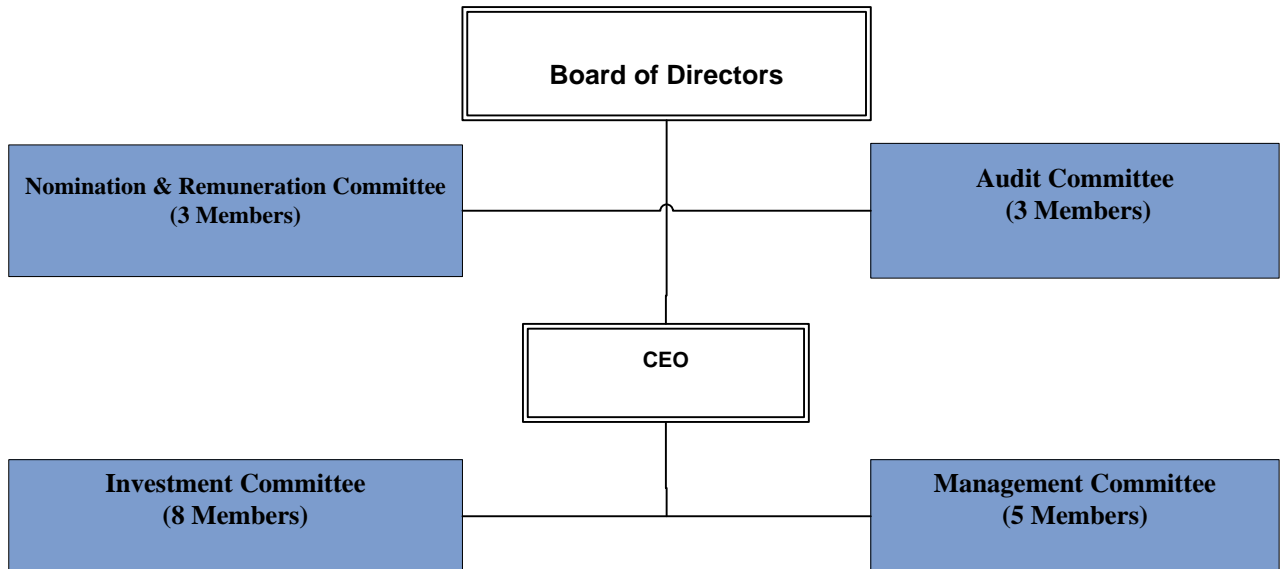 Board of Directors
Nomination & Remuneration Committee
(3 Members)
Audit Committee
(3 Members)
CEO
Investment Committee
(8 Members)
Management Committee
(5 Members)